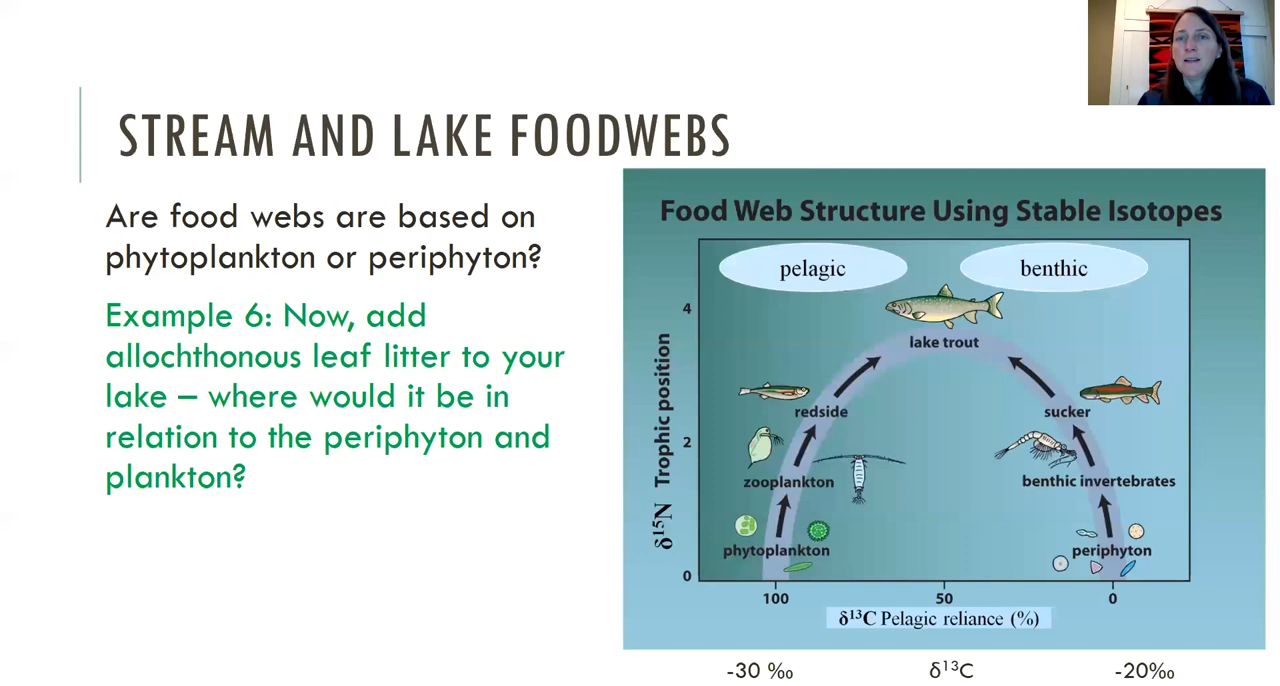 STREAM AND LAKE FOODWEBS
Are food webs are based on
phytoplankton or periphyton?
Example 6: Now, add
allochthonous leaf litter to your
lake – where would it be in
relation to the periphyton and
plankton?
Food Web Structure Using Stable Isotopes
pelagic
benthic
4
lake trout
redside
sucker
2
zooplankton
benthic invertebrates
phytoplankton
periphyton
0
δ¹⁵N Trophic position
100
50
0
δ¹³C Pelagic reliance (%)
-30 ‰
δ¹³C
-20‰